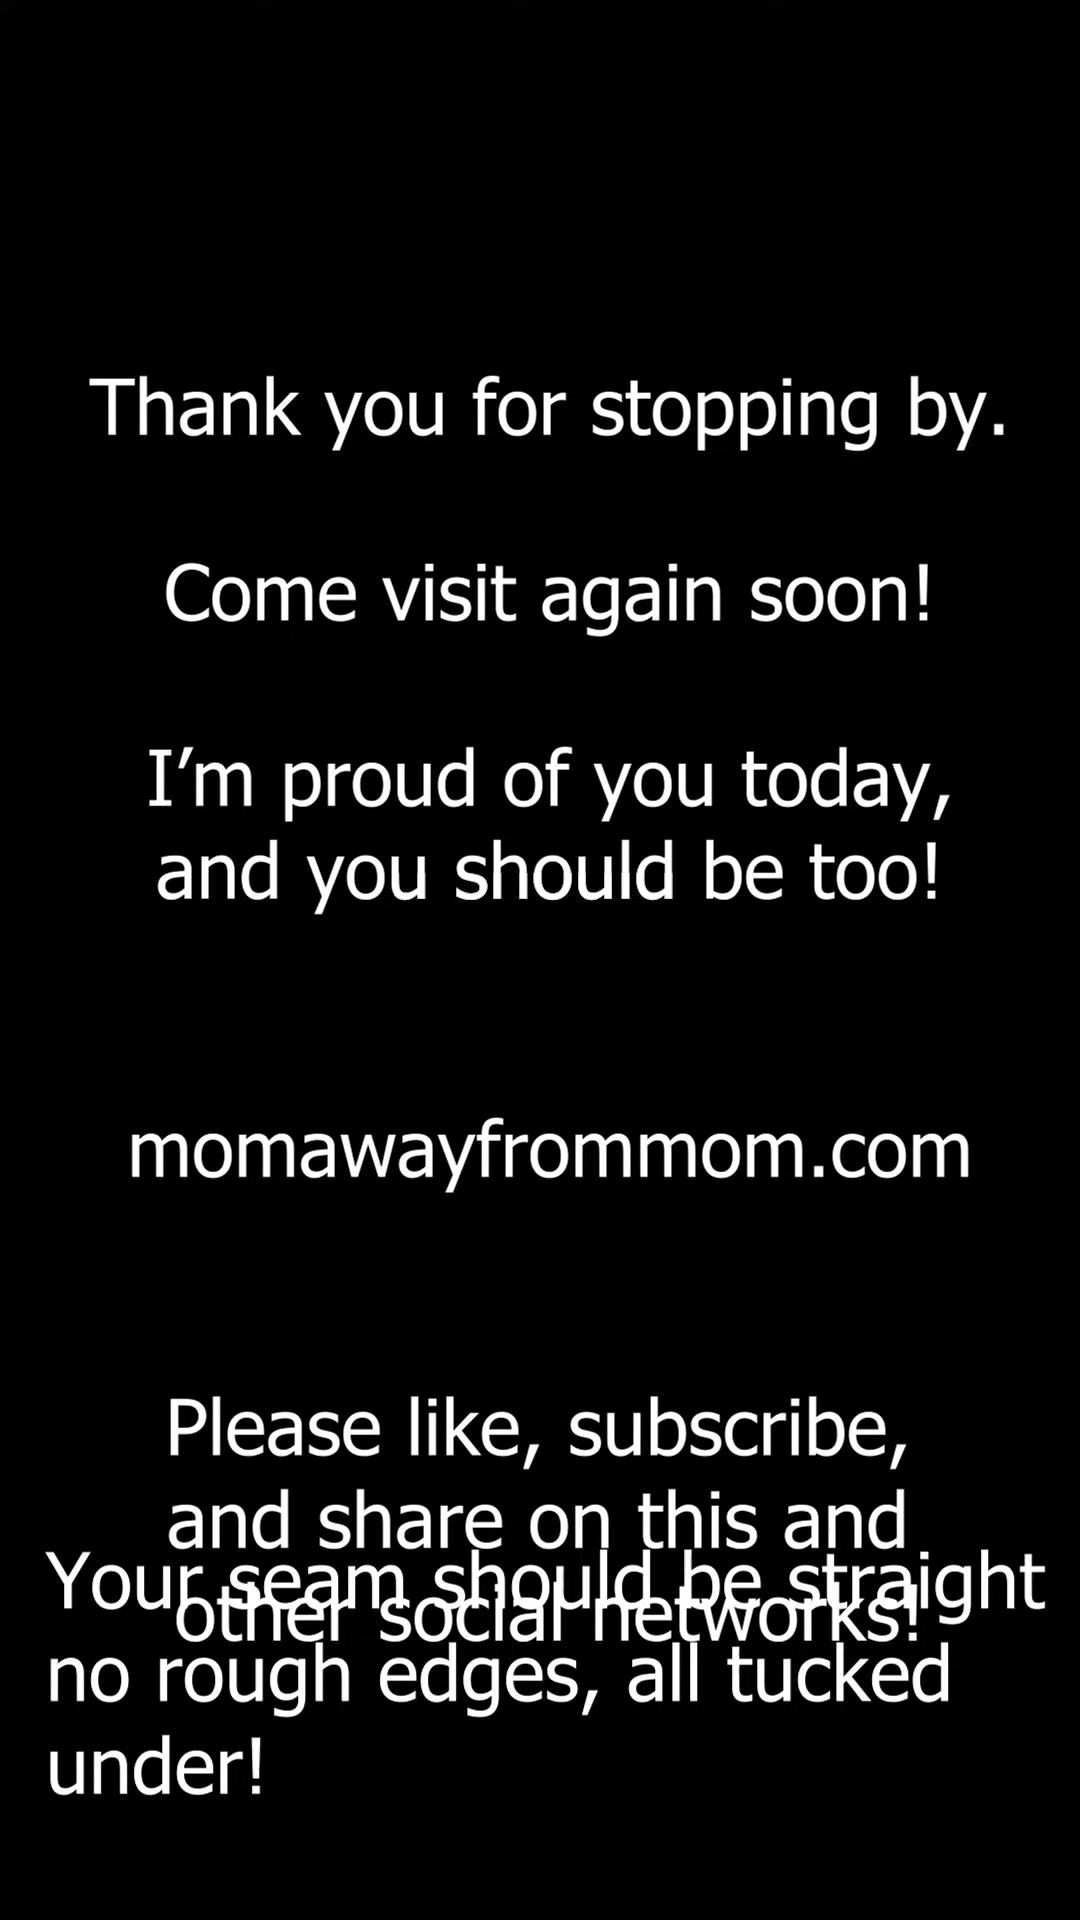 Thank you for stopping by.
Come visit again soon!
I’m proud of you today,
and you should be too!
momawayfrommom.com
Please like, subscribe,
and share on this and
other social networks!
Your seam should be straight
no rough edges, all tucked
under!